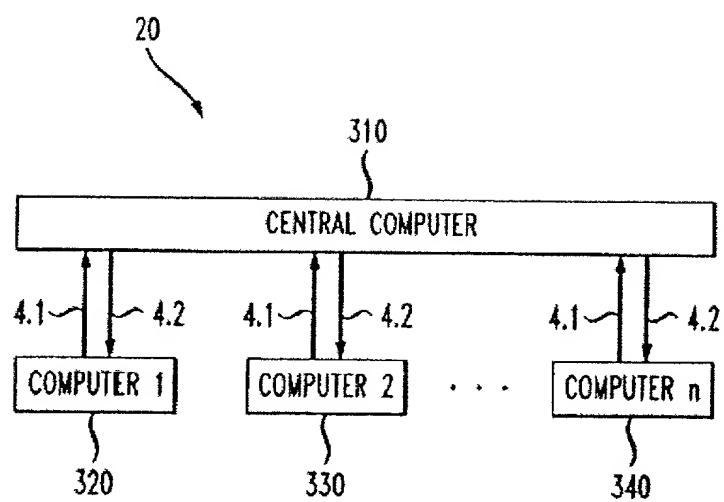 20
310
CENTRAL COMPUTER
4.1 4.2 4.1 4.2 4.1 4.2
COMPUTER 1 COMPUTER 2 . . . COMPUTER n
320 330 340